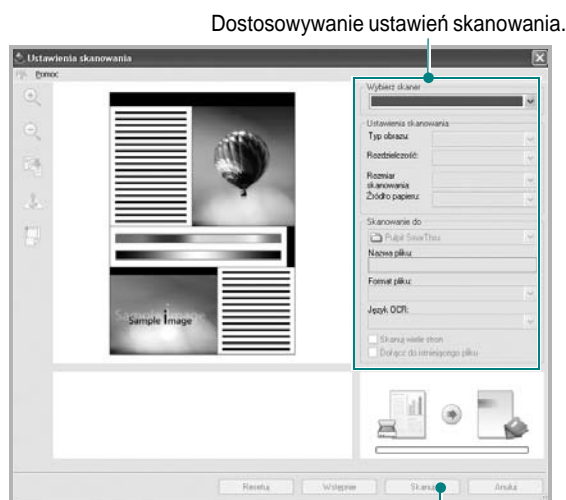 Dostosowywanie ustawień skanowania.
Ustawienia skanowania
Pomoc
Wybierz skaner
Ustawienia skanowania
Typ obrazu:
Rozdzielczość:
Rozmiar
skanowania:
Źródło papieru:
Skanowanie do
Pulpit SmarThru
Nazwa pliku:
Format pliku:
Język OCR:
Skanuj wiele stron
Dołącz do istniejącego pliku
Sample Image
Sample Image
Resetuj
Wstępnie
Skanuj
Anuluj